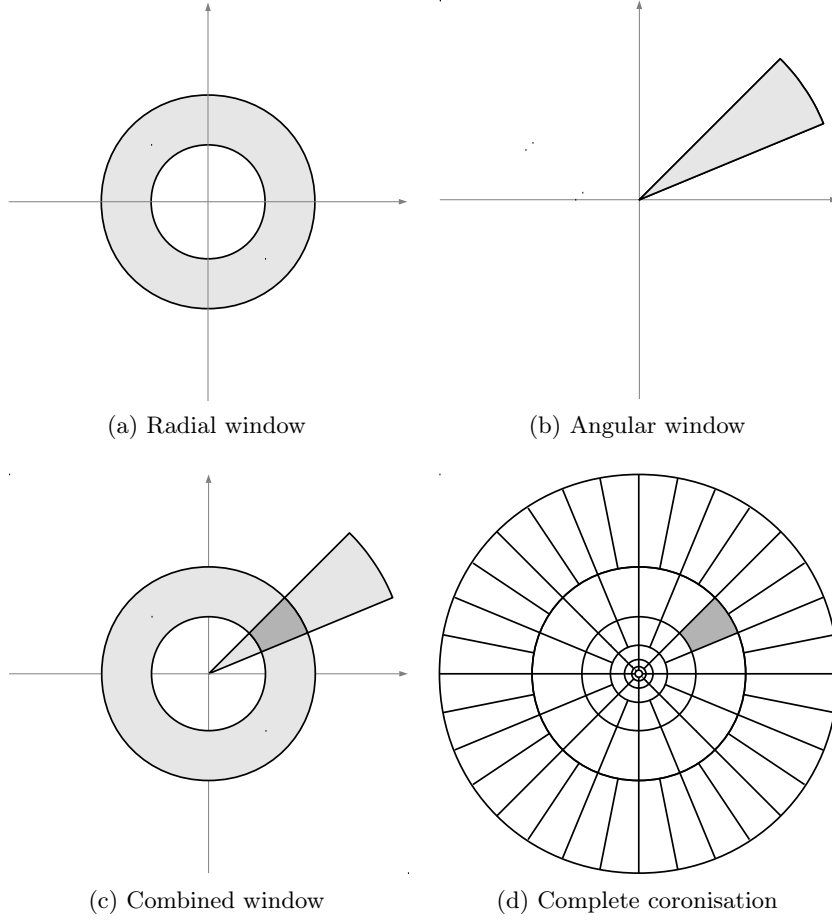 (a) Radial window
(b) Angular window
(c) Combined window
(d) Complete coronisation